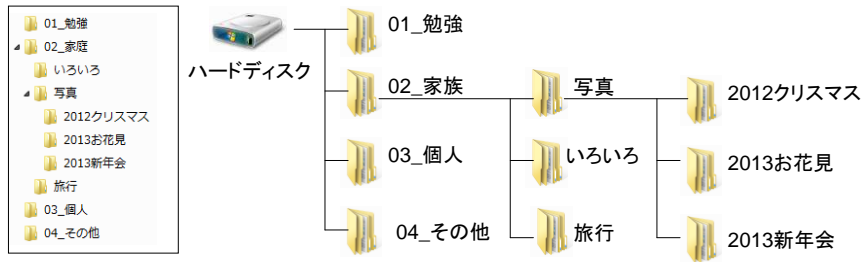 01_勉強
02_家庭
いろいろ
写真
2012クリスマス
2013お花見
2013新年会
旅行
03_個人
04_その他
ハードディスク
01_勉強
02_家族
03_個人
04_その他
写真
いろいろ
旅行
2012クリスマス
2013お花見
2013新年会